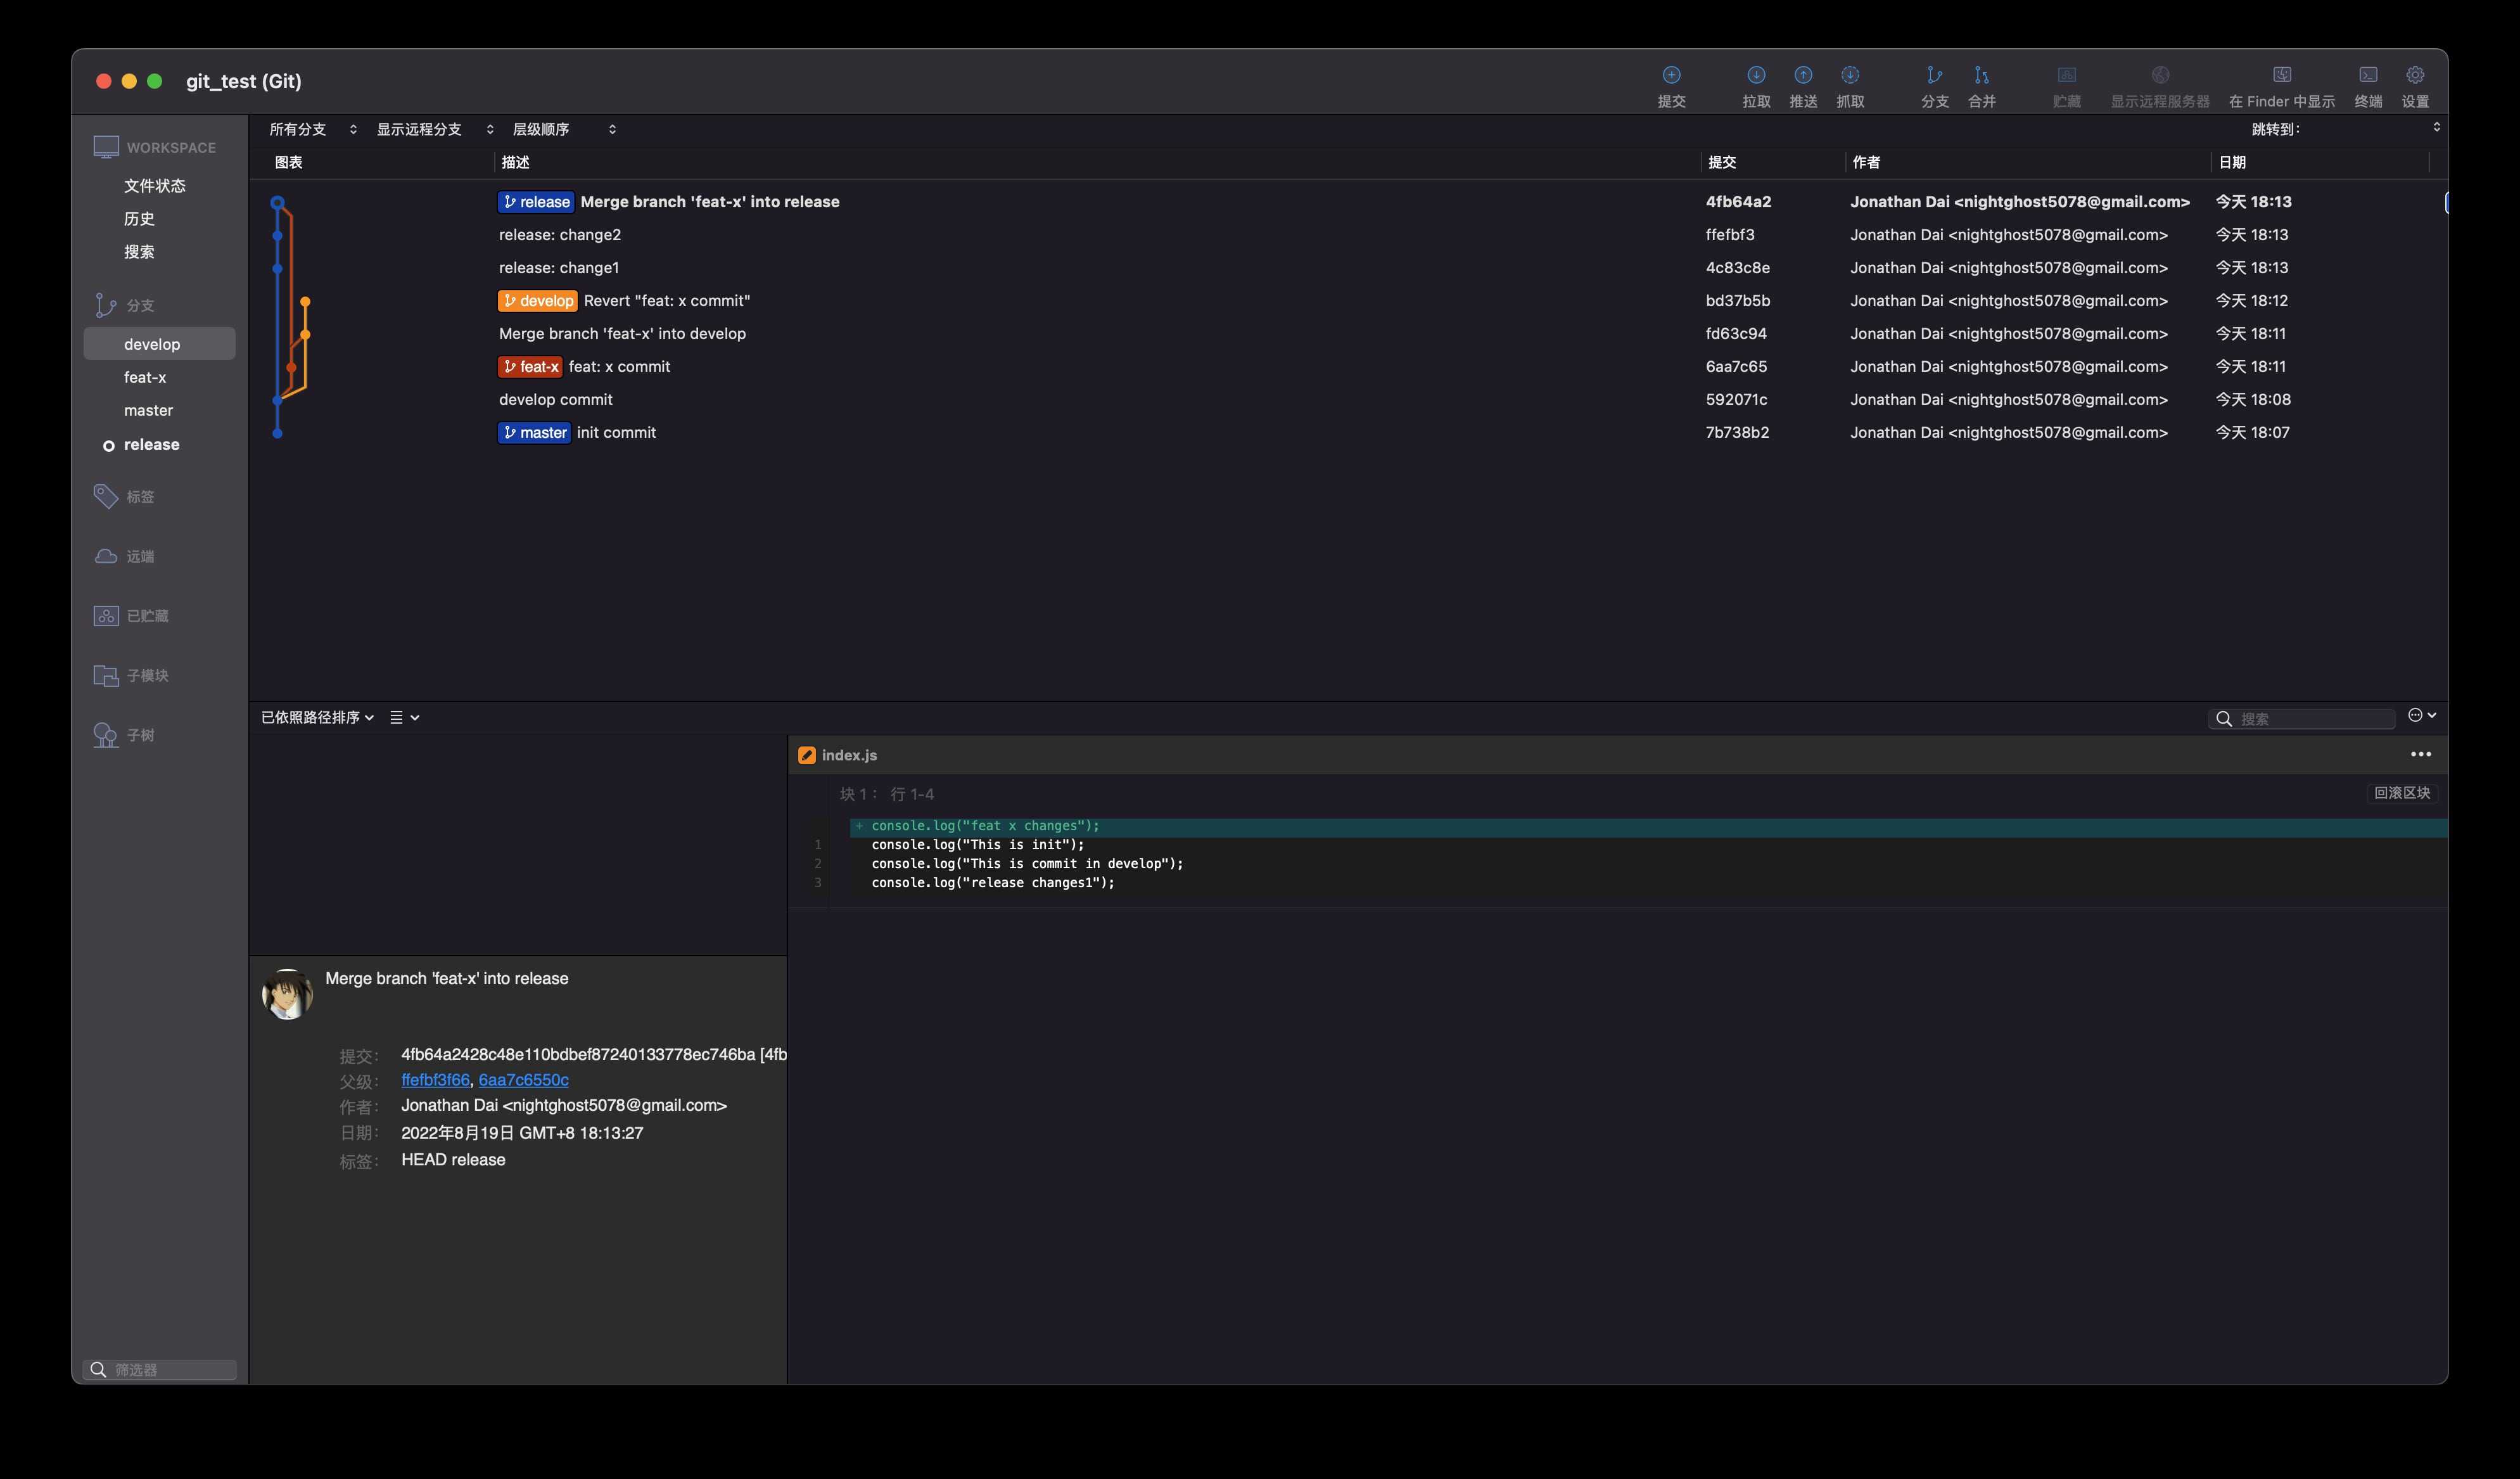 git_test (Git)
提交 拉取 推送 抓取 分支 合并 贮藏 显示远程服务器 在 Finder 中显示 终端 设置
WORKSPACE
文件状态
历史
搜索
分支
develop
feat-x
master
release
标签
远端
已贮藏
子模块
子树
筛选器
所有分支 显示远程分支 层级顺序 跳转到：
图表 描述 提交 作者 日期
release Merge branch 'feat-x' into release 4fb64a2 Jonathan Dai <nightghost5078@gmail.com> 今天 18:13
release: change2 ffefbf3 Jonathan Dai <nightghost5078@gmail.com> 今天 18:13
release: change1 4c83c8e Jonathan Dai <nightghost5078@gmail.com> 今天 18:13
develop Revert "feat: x commit" bd37b5b Jonathan Dai <nightghost5078@gmail.com> 今天 18:12
Merge branch 'feat-x' into develop fd63c94 Jonathan Dai <nightghost5078@gmail.com> 今天 18:11
feat-x feat: x commit 6aa7c65 Jonathan Dai <nightghost5078@gmail.com> 今天 18:11
develop commit 592071c Jonathan Dai <nightghost5078@gmail.com> 今天 18:08
master init commit 7b738b2 Jonathan Dai <nightghost5078@gmail.com> 今天 18:07
已依照路径排序 搜索
Merge branch 'feat-x' into release
提交： 4fb64a2428c48e110bdbef87240133778ec746ba [4fb
父级： ffefbf3f66, 6aa7c6550c
作者： Jonathan Dai <nightghost5078@gmail.com>
日期： 2022年8月19日 GMT+8 18:13:27
标签： HEAD release
index.js
块 1： 行 1-4 回滚区块
+ console.log("feat x changes");
1 console.log("This is init");
2 console.log("This is commit in develop");
3 console.log("release changes1");